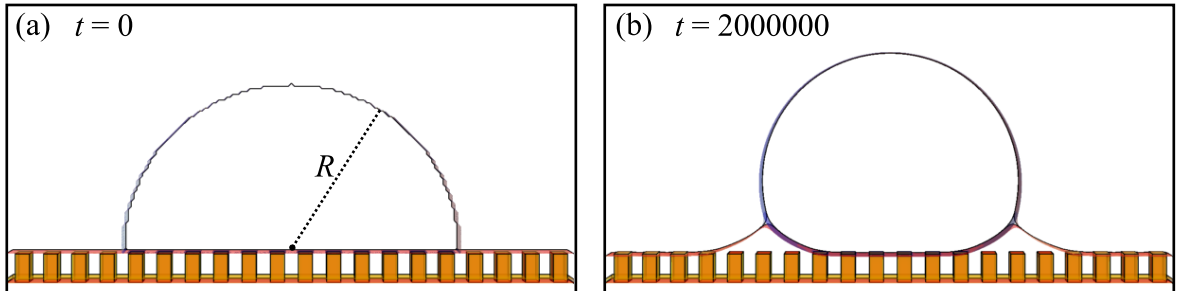 (a) t = 0
(b) t = 2000000
R